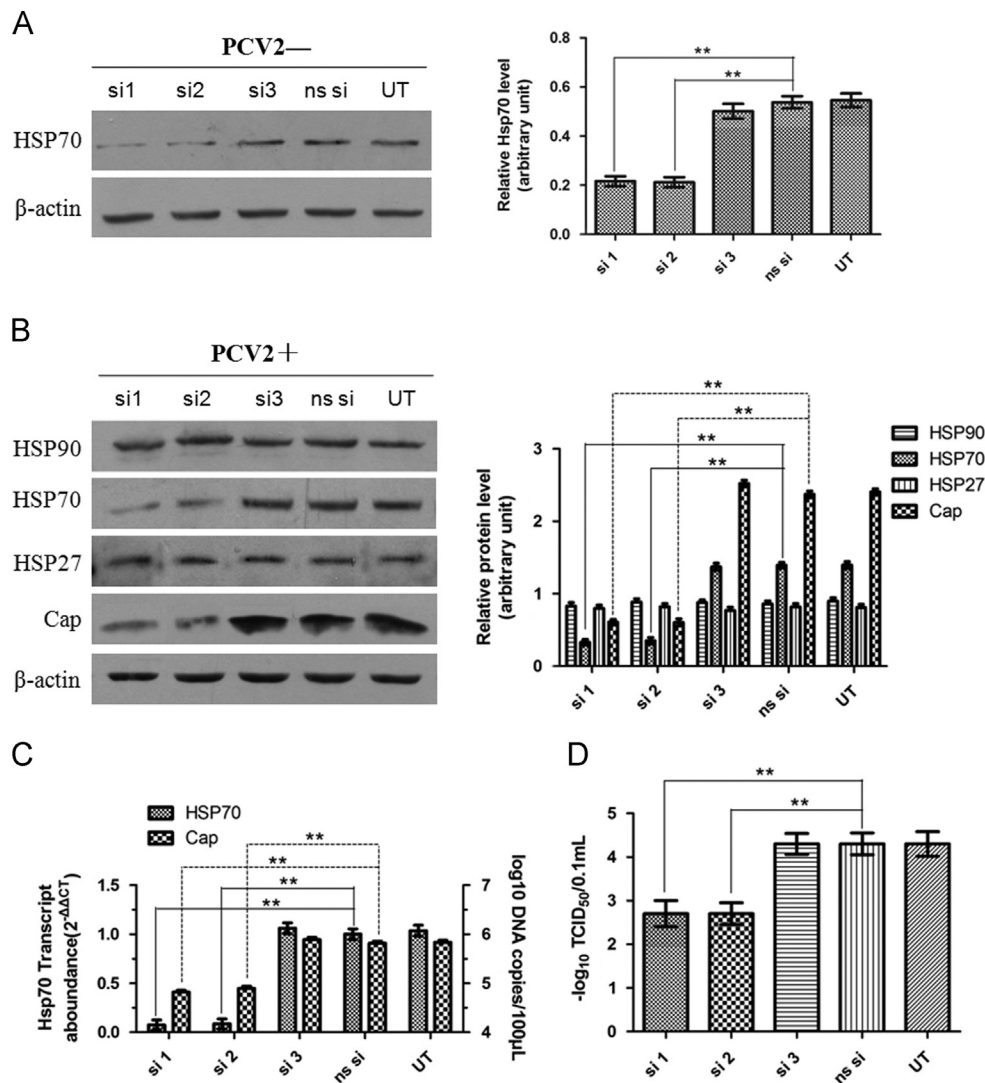 A
PCV2—
si1 si2 si3 ns si UT
HSP70
β-actin
Relative Hsp70 level
(arbitrary unit)
0.8
0.6
0.4
0.2
0.0
**
**
si 1 si 2 si 3 ns si UT
B
PCV2+
si1 si2 si3 ns si UT
HSP90
HSP70
HSP27
Cap
β-actin
Relative protein level
(arbitrary unit)
3
2
1
0
**
**
**
**
HSP90
HSP70
HSP27
Cap
si 1 si 2 si 3 ns si UT
C
HSP70
Cap
Hsp70 Transcript
aboundance(2^-ΔΔCT)
1.5
1.0
0.5
0.0
**
**
**
**
7
6
5
4
log10 DNA copies/100μL
si 1 si 2 si 3 ns si UT
D
-log10 TCID50/0.1mL
5
4
3
2
1
0
**
**
si 1 si 2 si 3 ns si UT